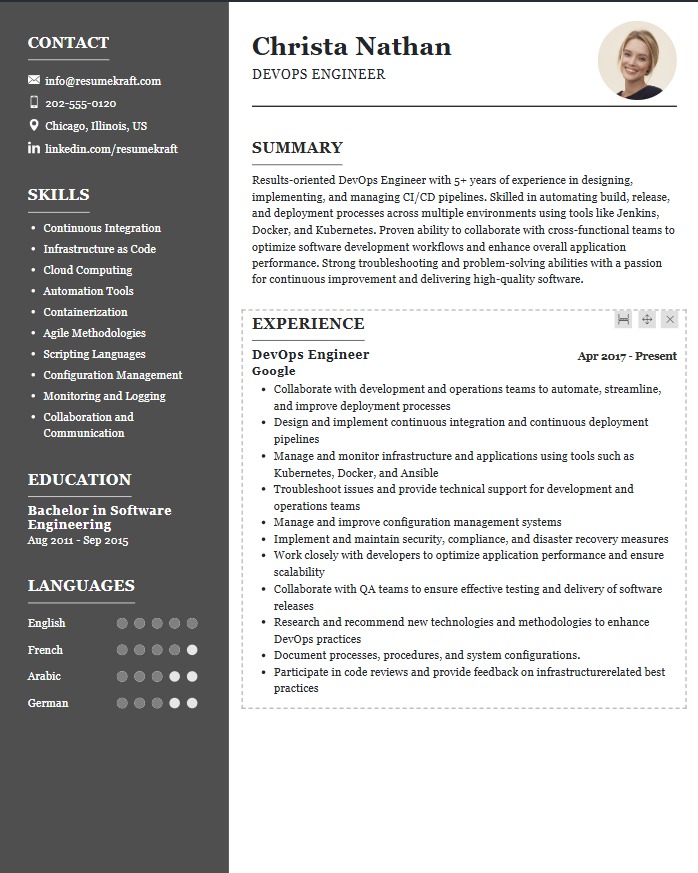 CONTACT
info@resumekraft.com
202-555-0120
Chicago, Illinois, US
linkedin.com/resumekraft
SKILLS
• Continuous Integration
• Infrastructure as Code
• Cloud Computing
• Automation Tools
• Containerization
• Agile Methodologies
• Scripting Languages
• Configuration Management
• Monitoring and Logging
• Collaboration and
Communication
EDUCATION
Bachelor in Software
Engineering
Aug 2011 - Sep 2015
LANGUAGES
English
French
Arabic
German
Christa Nathan
DEVOPS ENGINEER
SUMMARY
Results-oriented DevOps Engineer with 5+ years of experience in designing,
implementing, and managing CI/CD pipelines. Skilled in automating build, release,
and deployment processes across multiple environments using tools like Jenkins,
Docker, and Kubernetes. Proven ability to collaborate with cross-functional teams to
optimize software development workflows and enhance overall application
performance. Strong troubleshooting and problem-solving abilities with a passion
for continuous improvement and delivering high-quality software.
EXPERIENCE
DevOps Engineer Apr 2017 - Present
Google
• Collaborate with development and operations teams to automate, streamline,
and improve deployment processes
• Design and implement continuous integration and continuous deployment
pipelines
• Manage and monitor infrastructure and applications using tools such as
Kubernetes, Docker, and Ansible
• Troubleshoot issues and provide technical support for development and
operations teams
• Manage and improve configuration management systems
• Implement and maintain security, compliance, and disaster recovery measures
• Work closely with developers to optimize application performance and ensure
scalability
• Collaborate with QA teams to ensure effective testing and delivery of software
releases
• Research and recommend new technologies and methodologies to enhance
DevOps practices
• Document processes, procedures, and system configurations.
• Participate in code reviews and provide feedback on infrastructurerelated best
practices